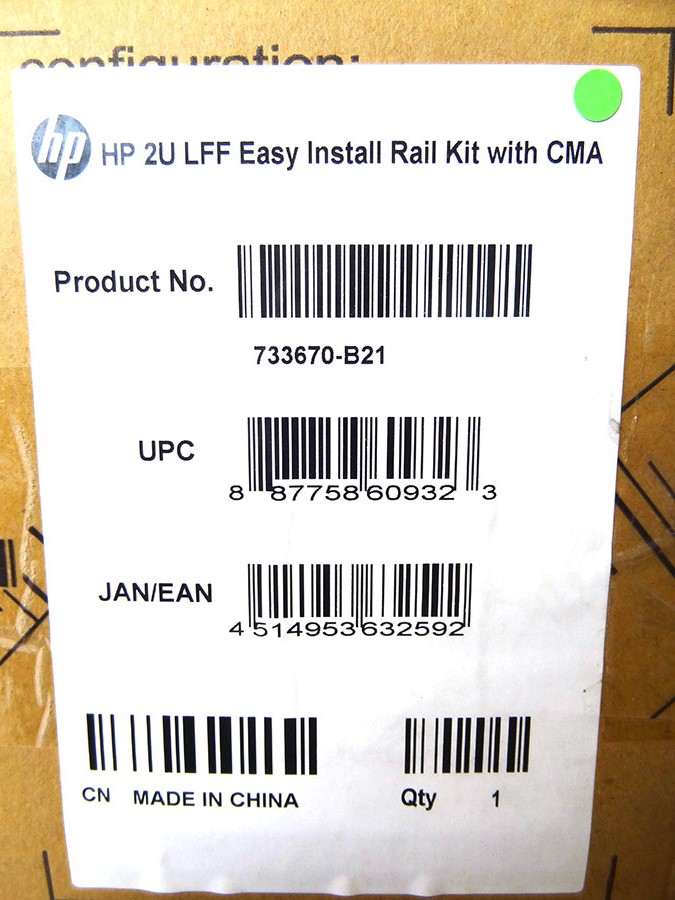 configuration:
hp HP 2U LFF Easy Install Rail Kit with CMA
Product No.
733670-B21
UPC
8 87758 60932 3
JAN/EAN
4 514953 632592
CN MADE IN CHINA
Qty 1